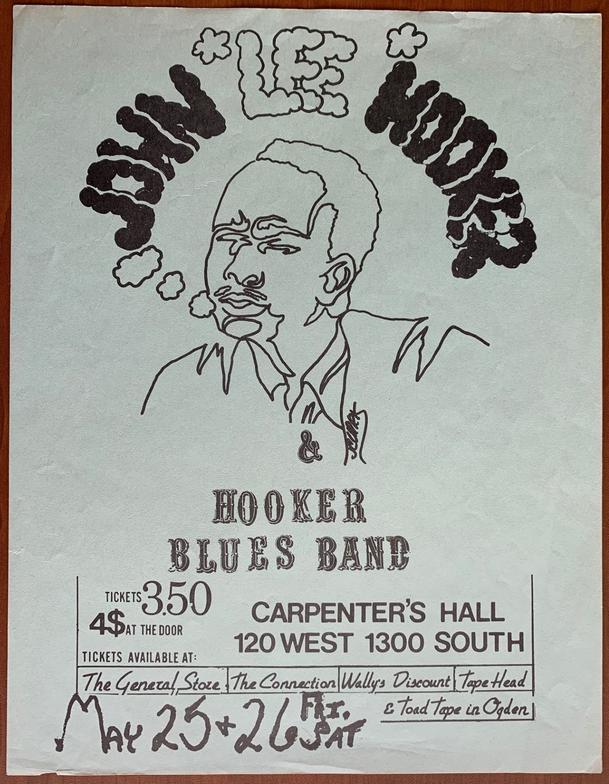 JOHN LEE HOOKER
&
HOOKER
BLUES BAND
TICKETS 3.50
4$ AT THE DOOR
TICKETS AVAILABLE AT:
CARPENTER'S HALL
120 WEST 1300 SOUTH
The General Store The Connection Wally's Discount Tape Head
& Toad Tape in Ogden
MAY 25 + 26 FRI. SAT